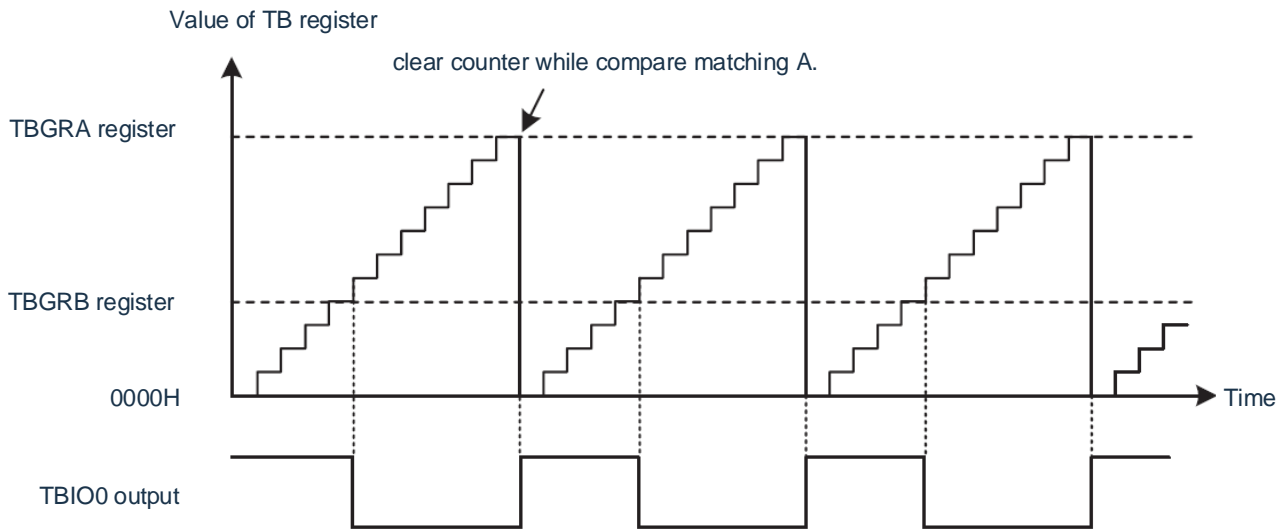 Value of TB register
clear counter while compare matching A.
TBGRA register
TBGRB register
0000H
Time
TBIO0 output